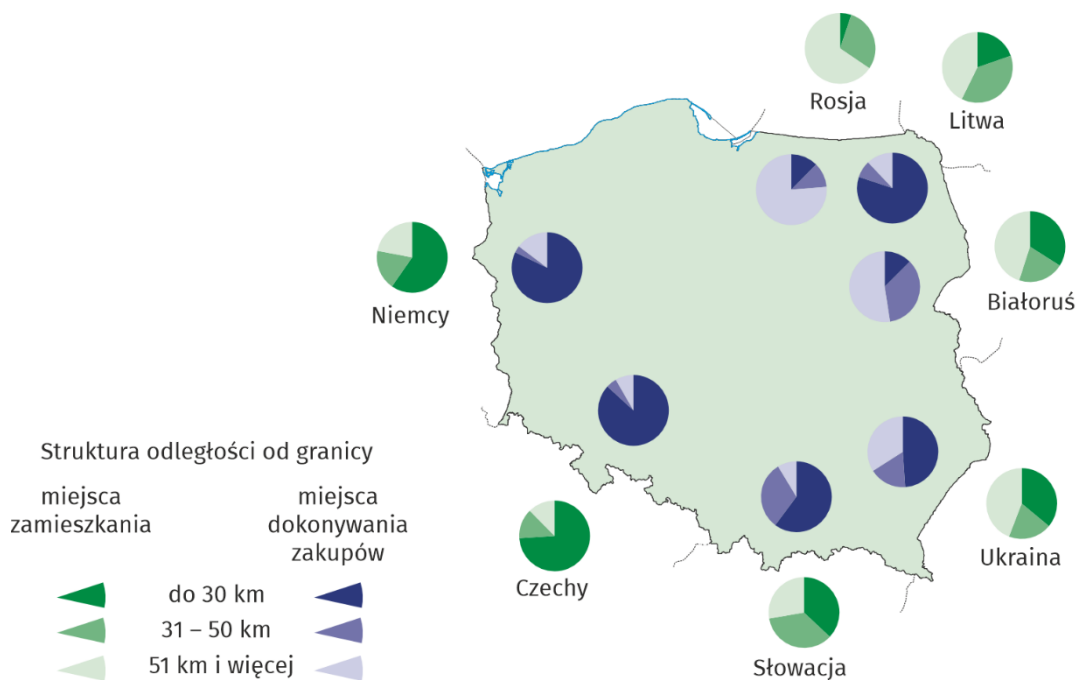 Rosja
Litwa
Niemcy
Białoruś
Struktura odległości od granicy
miejsca
zamieszkania
miejsca
dokonywania
zakupów
do 30 km
31 – 50 km
51 km i więcej
Czechy
Ukraina
Słowacja